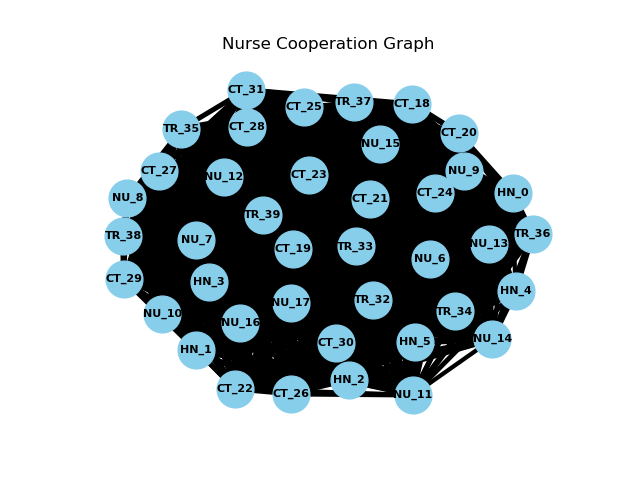 Nurse Cooperation Graph
CT_31
CT_25
TR_37
CT_18
TR_35
CT_28
CT_20
NU_15
CT_27
NU_12
CT_23
NU_9
NU_8
CT_21
CT_24
HN_0
TR_39
TR_38
NU_7
CT_19
TR_33
NU_13
TR_36
NU_6
CT_29
HN_3
HN_4
NU_10
NU_16
NU_17
TR_32
TR_34
HN_1
CT_30
HN_5
NU_14
CT_22
CT_26
HN_2
NU_11